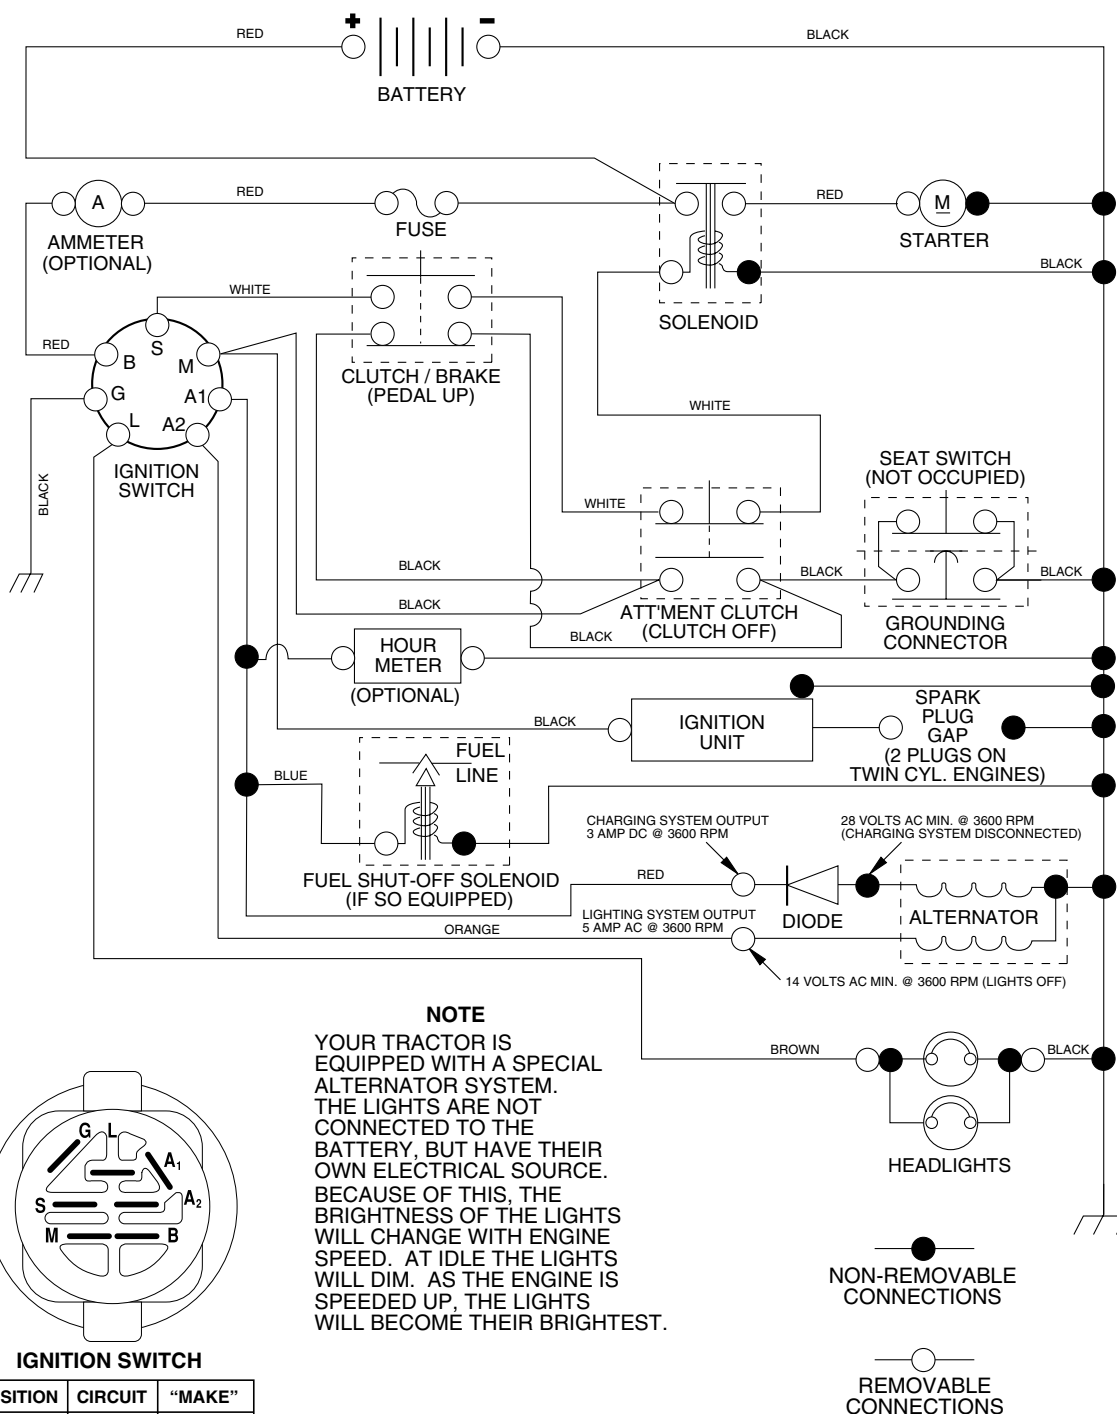 RED
+
-
BLACK
BATTERY
A
RED
FUSE
RED
M
STARTER
AMMETER
(OPTIONAL)
BLACK
SOLENOID
WHITE
RED
S
B
M
G
A1
L
A2
IGNITION
SWITCH
CLUTCH / BRAKE
(PEDAL UP)
WHITE
BLACK
SEAT SWITCH
(NOT OCCUPIED)
WHITE
BLACK
BLACK
BLACK
BLACK
ATT'MENT CLUTCH
(CLUTCH OFF)
GROUNDING
CONNECTOR
BLACK
HOUR
METER
(OPTIONAL)
BLACK
IGNITION
UNIT
SPARK
PLUG
GAP
(2 PLUGS ON
TWIN CYL. ENGINES)
FUEL
LINE
BLUE
FUEL SHUT-OFF SOLENOID
(IF SO EQUIPPED)
CHARGING SYSTEM OUTPUT
3 AMP DC @ 3600 RPM
28 VOLTS AC MIN. @ 3600 RPM
(CHARGING SYSTEM DISCONNECTED)
RED
DIODE
ALTERNATOR
LIGHTING SYSTEM OUTPUT
5 AMP AC @ 3600 RPM
ORANGE
14 VOLTS AC MIN. @ 3600 RPM (LIGHTS OFF)
BROWN
BLACK
HEADLIGHTS
NOTE
YOUR TRACTOR IS
EQUIPPED WITH A SPECIAL
ALTERNATOR SYSTEM.
THE LIGHTS ARE NOT
CONNECTED TO THE
BATTERY, BUT HAVE THEIR
OWN ELECTRICAL SOURCE.
BECAUSE OF THIS, THE
BRIGHTNESS OF THE LIGHTS
WILL CHANGE WITH ENGINE
SPEED. AT IDLE THE LIGHTS
WILL DIM. AS THE ENGINE IS
SPEEDED UP, THE LIGHTS
WILL BECOME THEIR BRIGHTEST.
G L
A1
S
A2
M
B
IGNITION SWITCH
SITION CIRCUIT “MAKE”
NON-REMOVABLE
CONNECTIONS
REMOVABLE
CONNECTIONS